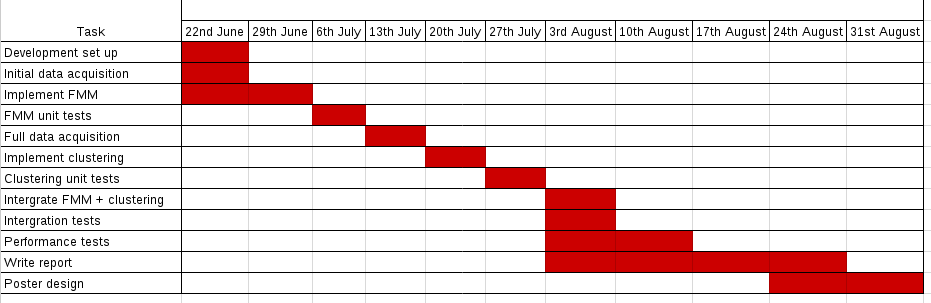 Task 22nd June 29th June 6th July 13th July 20th July 27th July 3rd August 10th August 17th August 24th August 31st August
Development set up
Initial data acquisition
Implement FMM
FMM unit tests
Full data acquisition
Implement clustering
Clustering unit tests
Intergrate FMM + clustering
Intergration tests
Performance tests
Write report
Poster design